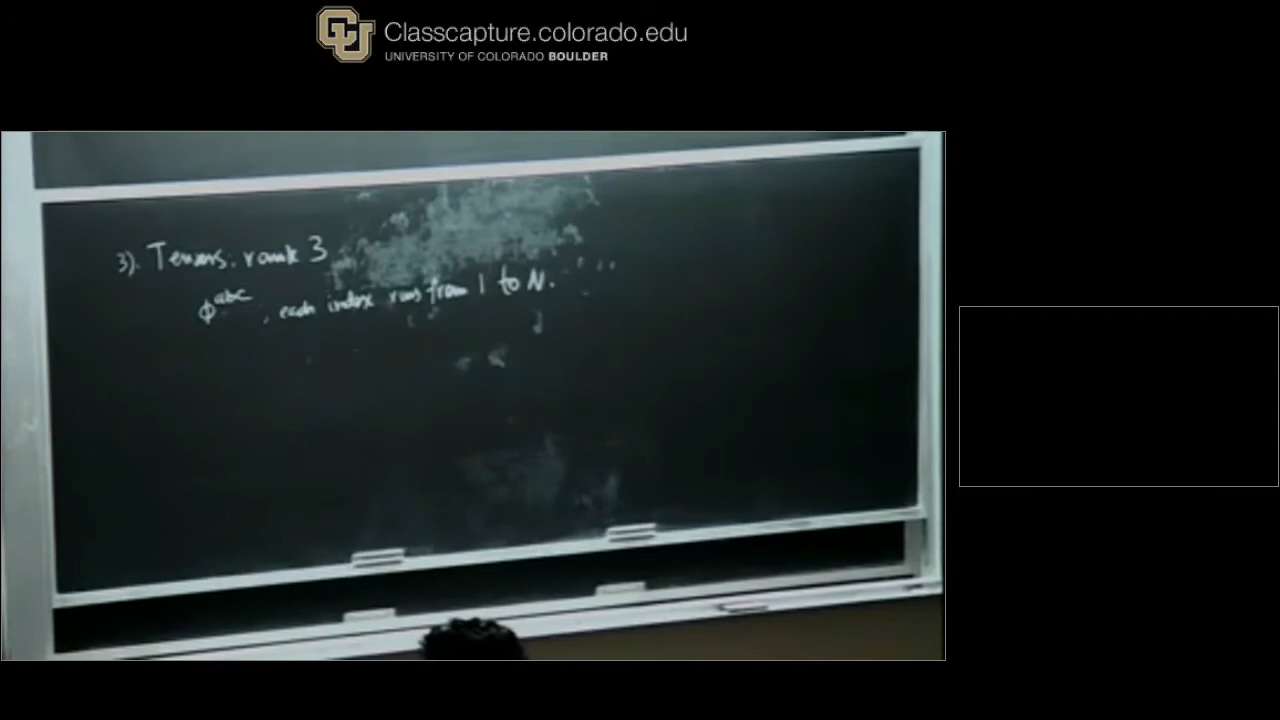 Classcapture.colorado.edu
UNIVERSITY OF COLORADO BOULDER
3). Tensors. rank 3
ϕ^{abc}, each index runs from 1 to N.